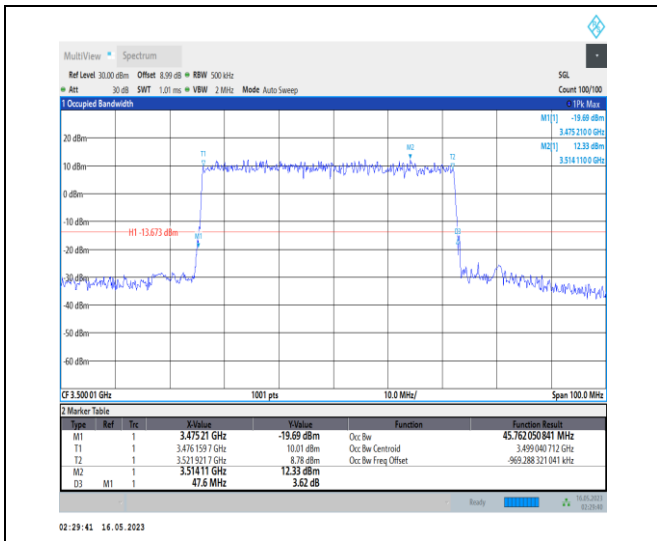 MultiView Spectrum
Ref Level 30.00 dBm Offset 8.99 dB RBW 500 kHz SGL
Att 30 dB SWT 1.01 ms VBW 2 MHz Mode Auto Sweep Count 100/100
1 Occupied Bandwidth 1Pk Max
M1[1] -19.69 dBm
3.475 210 0 GHz
M2[1] 12.33 dBm
3.514 110 0 GHz
20 dBm
T1 M2 T2
10 dBm
0 dBm
-10 dBm
H1 -13.673 dBm
M1 D3
-20 dBm
-30 dBm
-40 dBm
-50 dBm
-60 dBm
CF 3.500 01 GHz 1001 pts 10.0 MHz/ Span 100.0 MHz
2 Marker Table
Type Ref Trc X-Value Y-Value Function Function Result
M1 1 3.475 21 GHz -19.69 dBm Occ Bw 45.762 050 841 MHz
T1 1 3.476 159 7 GHz 10.01 dBm Occ Bw Centroid 3.499 040 712 GHz
T2 1 3.521 921 7 GHz 8.78 dBm Occ Bw Freq Offset -969.288 321 041 kHz
M2 1 3.514 11 GHz 12.33 dBm
D3 M1 1 47.6 MHz 3.62 dB
Ready 16.05.2023
02:29:40
02:29:41 16.05.2023